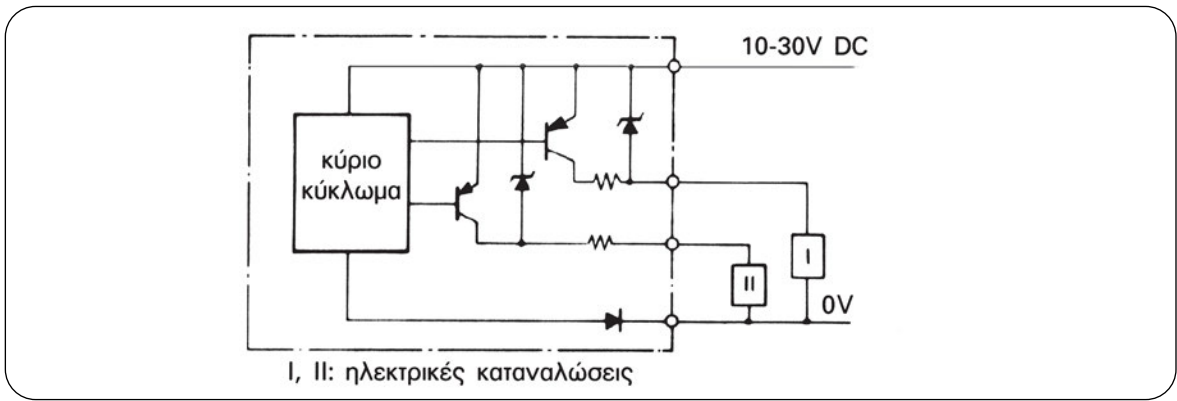 10-30V DC
κύριο
κύκλωμα
I
II
0V
I, II: ηλεκτρικές καταναλώσεις